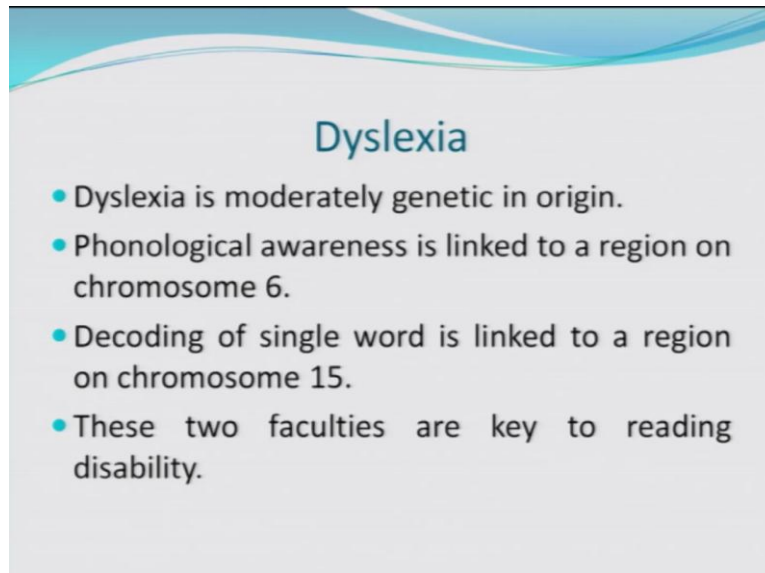 Dyslexia
• Dyslexia is moderately genetic in origin.
• Phonological awareness is linked to a region on
chromosome 6.
• Decoding of single word is linked to a region
on chromosome 15.
• These two faculties are key to reading
disability.